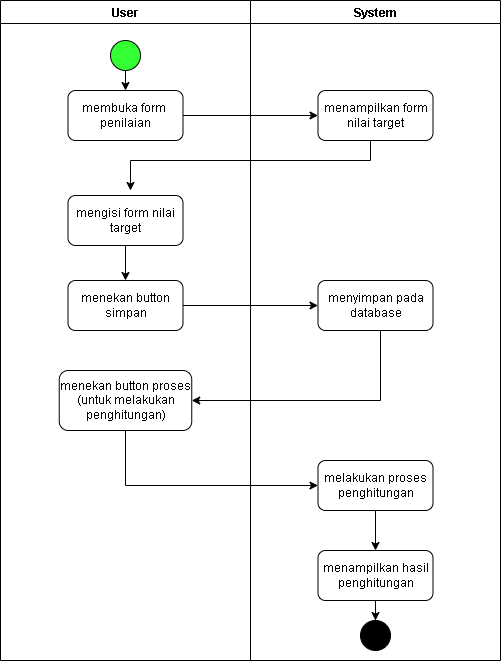 User
System
membuka form
penilaian
menampilkan form
nilai target
mengisi form nilai
target
menekan button
simpan
menyimpan pada
database
menekan button proses
(untuk melakukan
penghitungan)
melakukan proses
penghitungan
menampilkan hasil
penghitungan